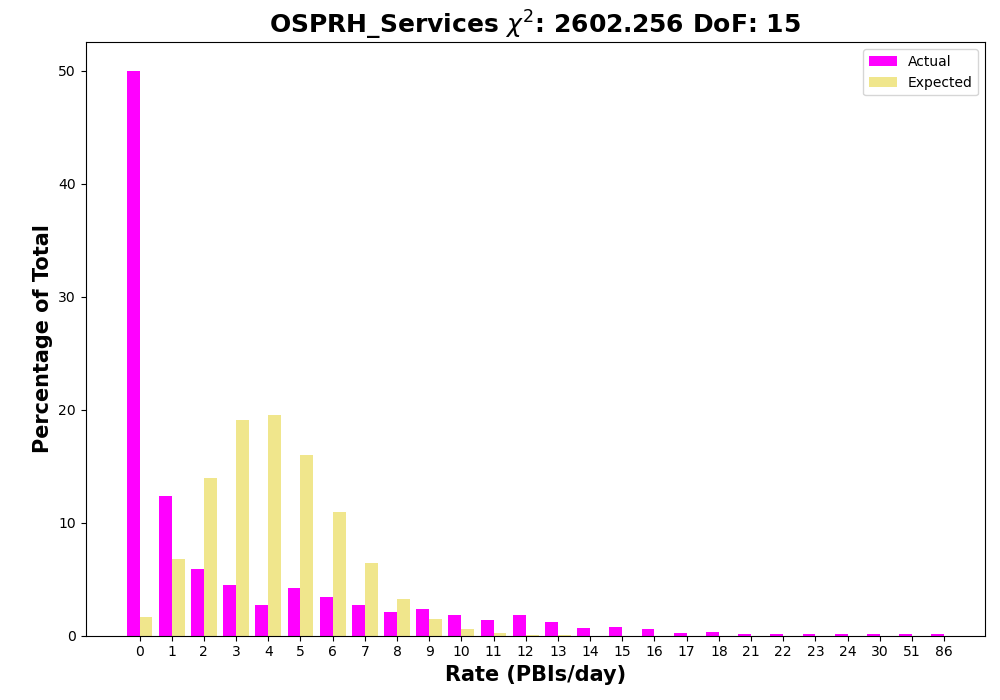 OSPRH_Services χ²: 2602.256 DoF: 15
Actual
Expected
Percentage of Total
50
40
30
20
10
0
0 1 2 3 4 5 6 7 8 9 10 11 12 13 14 15 16 17 18 21 22 23 24 30 51 86
Rate (PBIs/day)